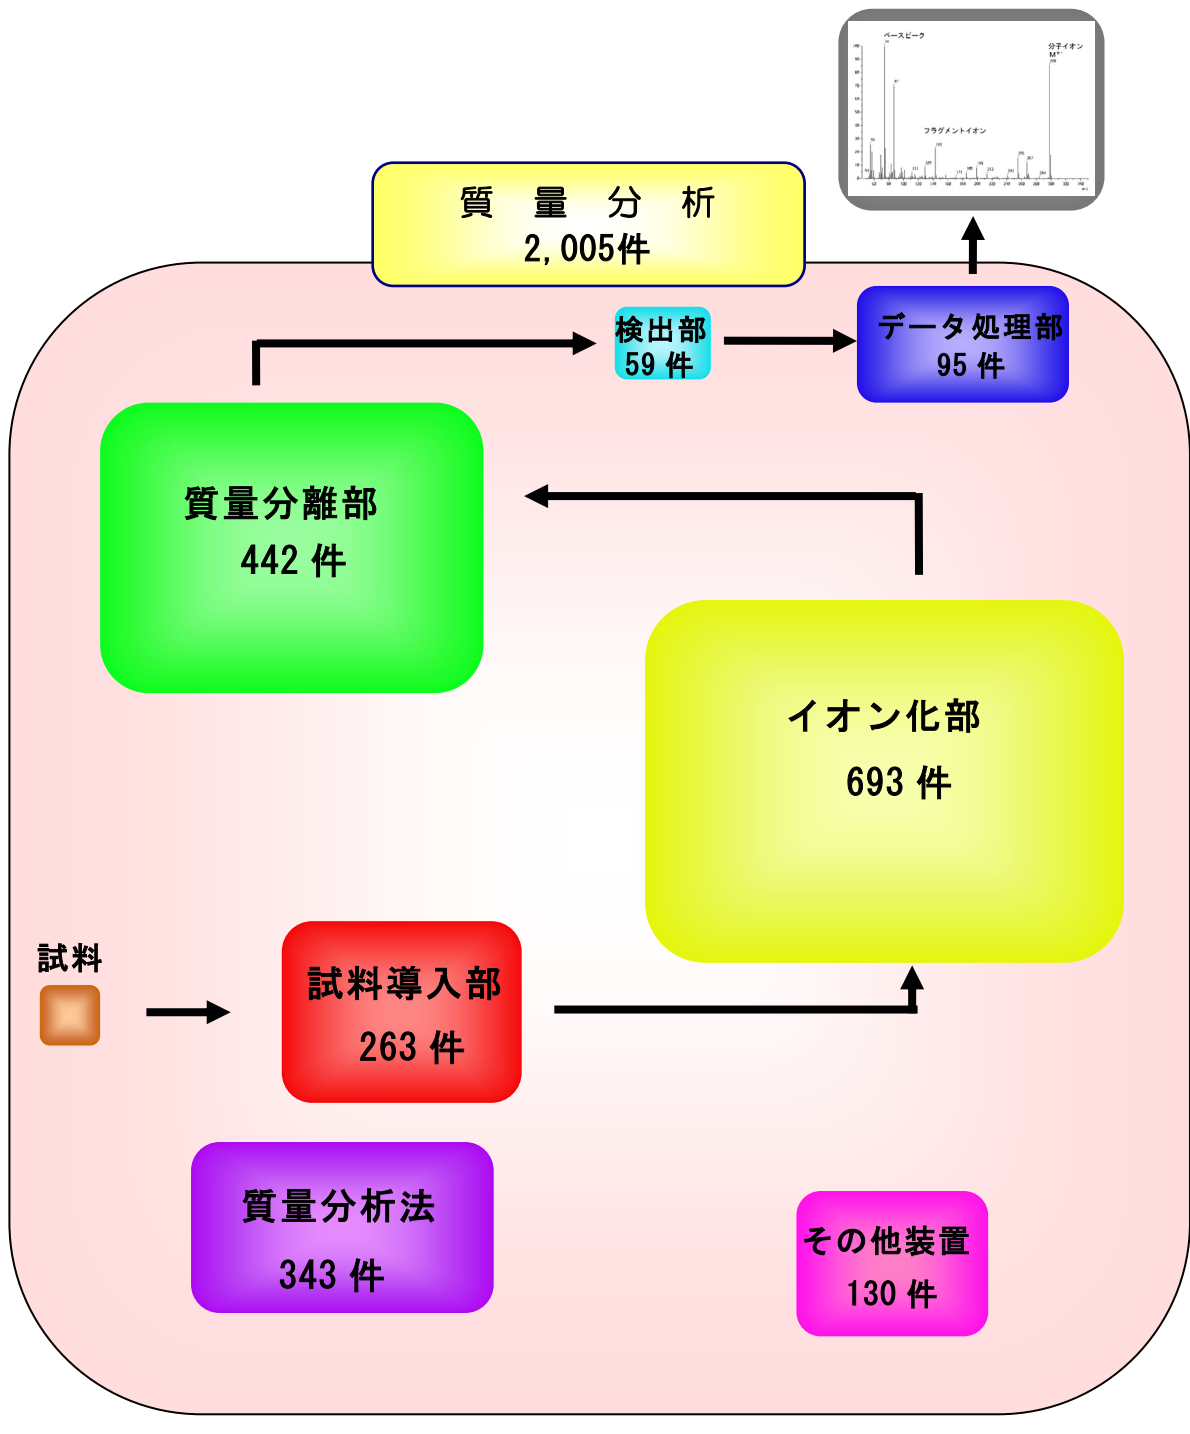 ベースピーク
分子イオン
M+·
フラグメントイオン
質 量 分 析
2,005件
検出部
59 件
データ処理部
95 件
質量分離部
442 件
イオン化部
693 件
試料
試料導入部
263 件
質量分析法
343 件
その他装置
130 件